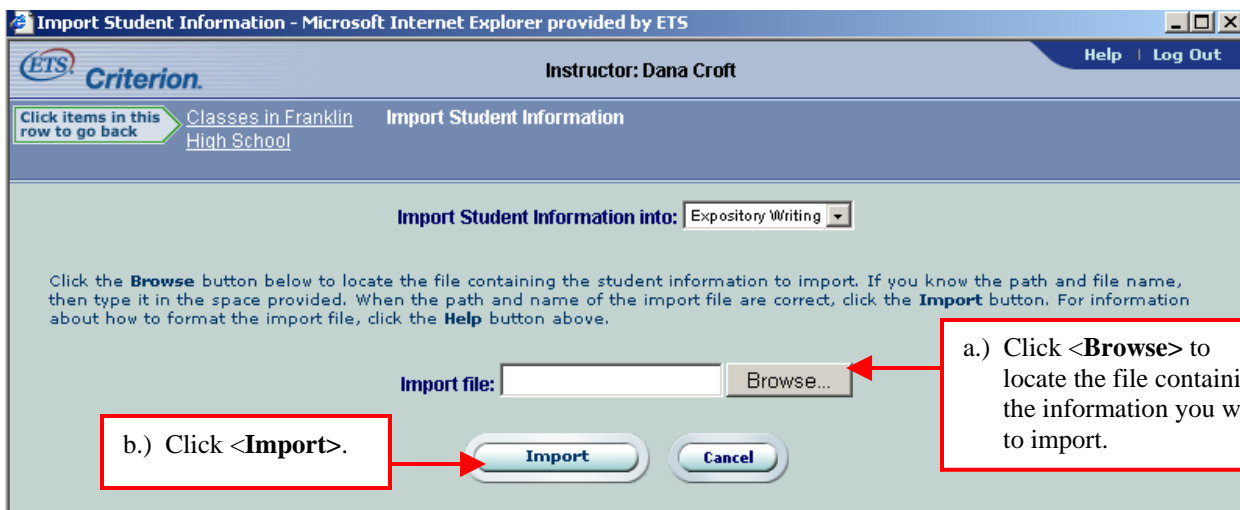 Import Student Information - Microsoft Internet Explorer provided by ETS
ETS
Criterion.
Instructor: Dana Croft
Help | Log Out
Click items in this
row to go back
Classes in Franklin
High School
Import Student Information
Import Student Information into: Expository Writing
Click the Browse button below to locate the file containing the student information to import. If you know the path and file name,
then type it in the space provided. When the path and name of the import file are correct, click the Import button. For information
about how to format the import file, click the Help button above.
Import file: Browse...
a.) Click <Browse> to
locate the file containi
the information you w
to import.
b.) Click <Import>.
Import
Cancel